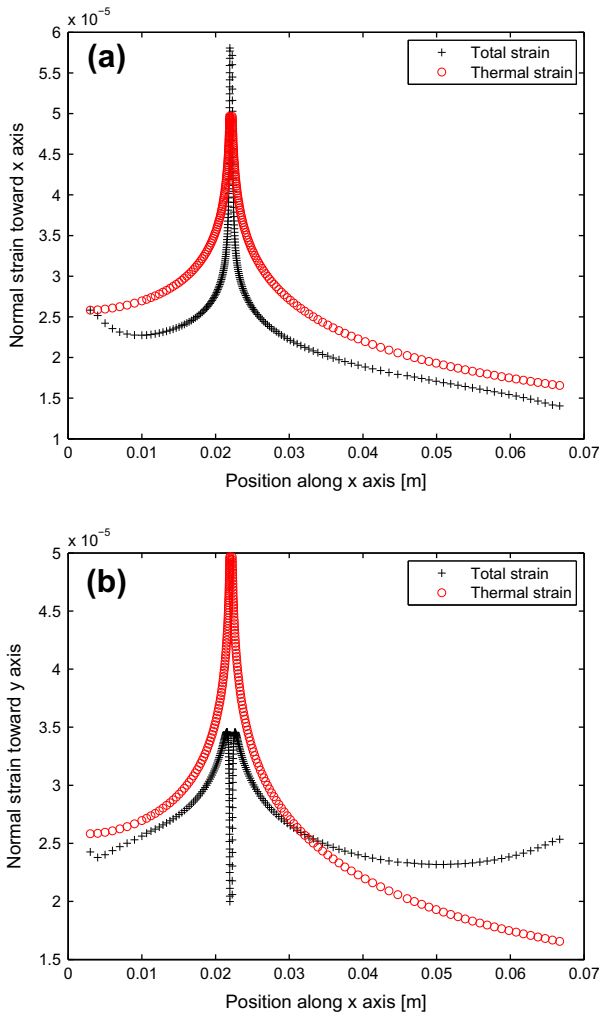 x 10⁻⁵
(a)
Total strain
Thermal strain
6
5.5
5
4.5
4
3.5
3
2.5
2
1.5
1
Normal strain toward x axis
0 0.01 0.02 0.03 0.04 0.05 0.06 0.07
Position along x axis [m]
x 10⁻⁵
(b)
Total strain
Thermal strain
5
4.5
4
3.5
3
2.5
2
1.5
Normal strain toward y axis
0 0.01 0.02 0.03 0.04 0.05 0.06 0.07
Position along x axis [m]